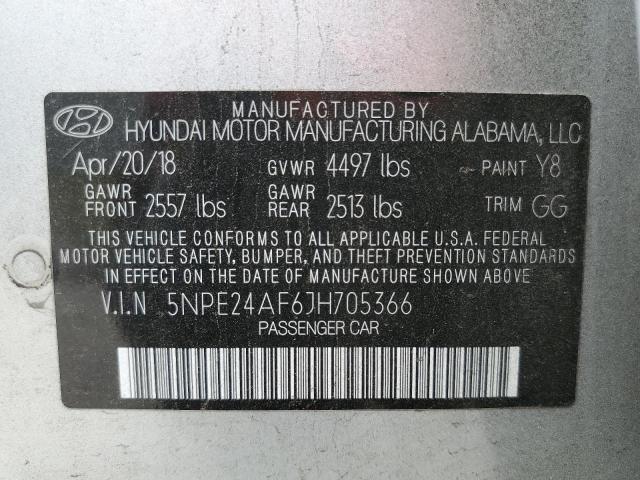 MANUFACTURED BY
HYUNDAI MOTOR MANUFACTURING ALABAMA, LLC
Apr/20/18 GVWR 4497 lbs PAINT Y8
GAWR FRONT 2557 lbs GAWR REAR 2513 lbs TRIM GG
THIS VEHICLE CONFORMS TO ALL APPLICABLE U.S.A. FEDERAL
MOTOR VEHICLE SAFETY, BUMPER, AND THEFT PREVENTION STANDARDS
IN EFFECT ON THE DATE OF MANUFACTURE SHOWN ABOVE.
V.I.N 5NPE24AF6JH705366
PASSENGER CAR